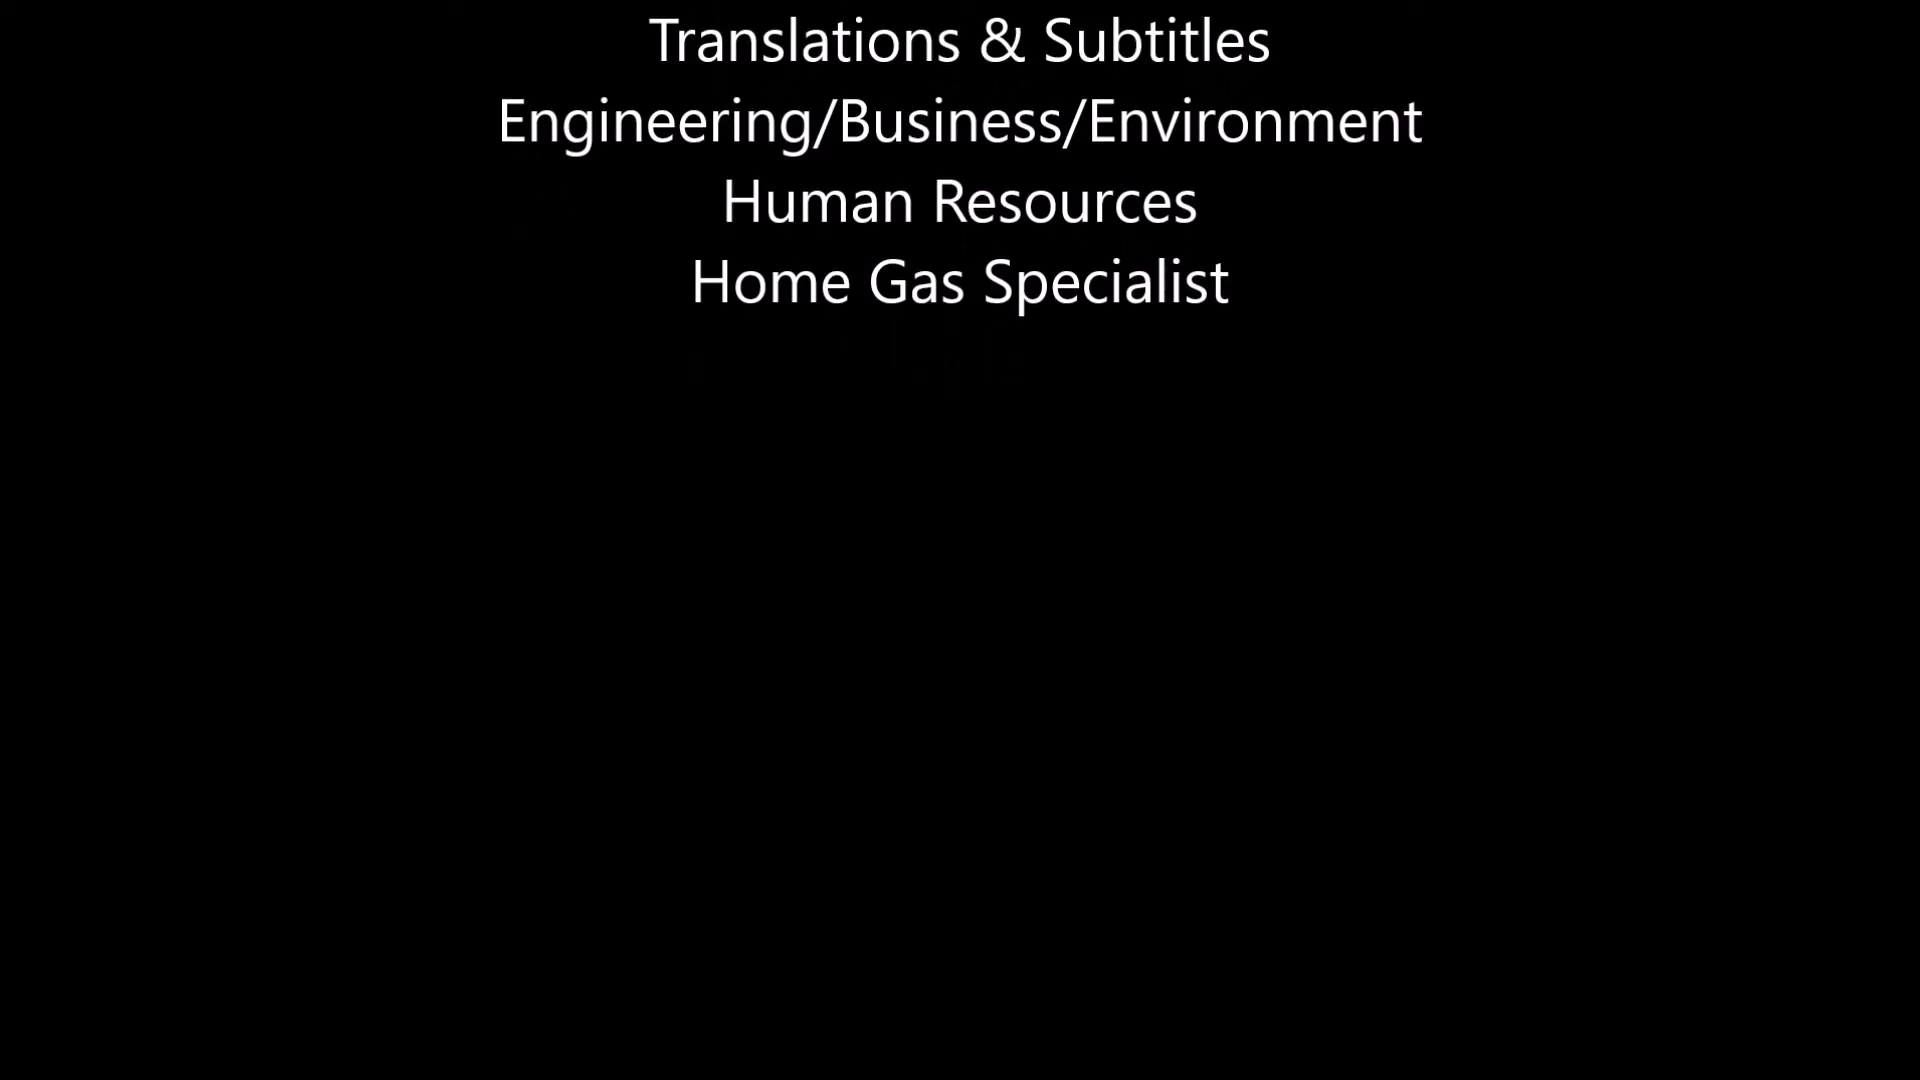 Translations & Subtitles
Engineering/Business/Environment
Human Resources
Home Gas Specialist